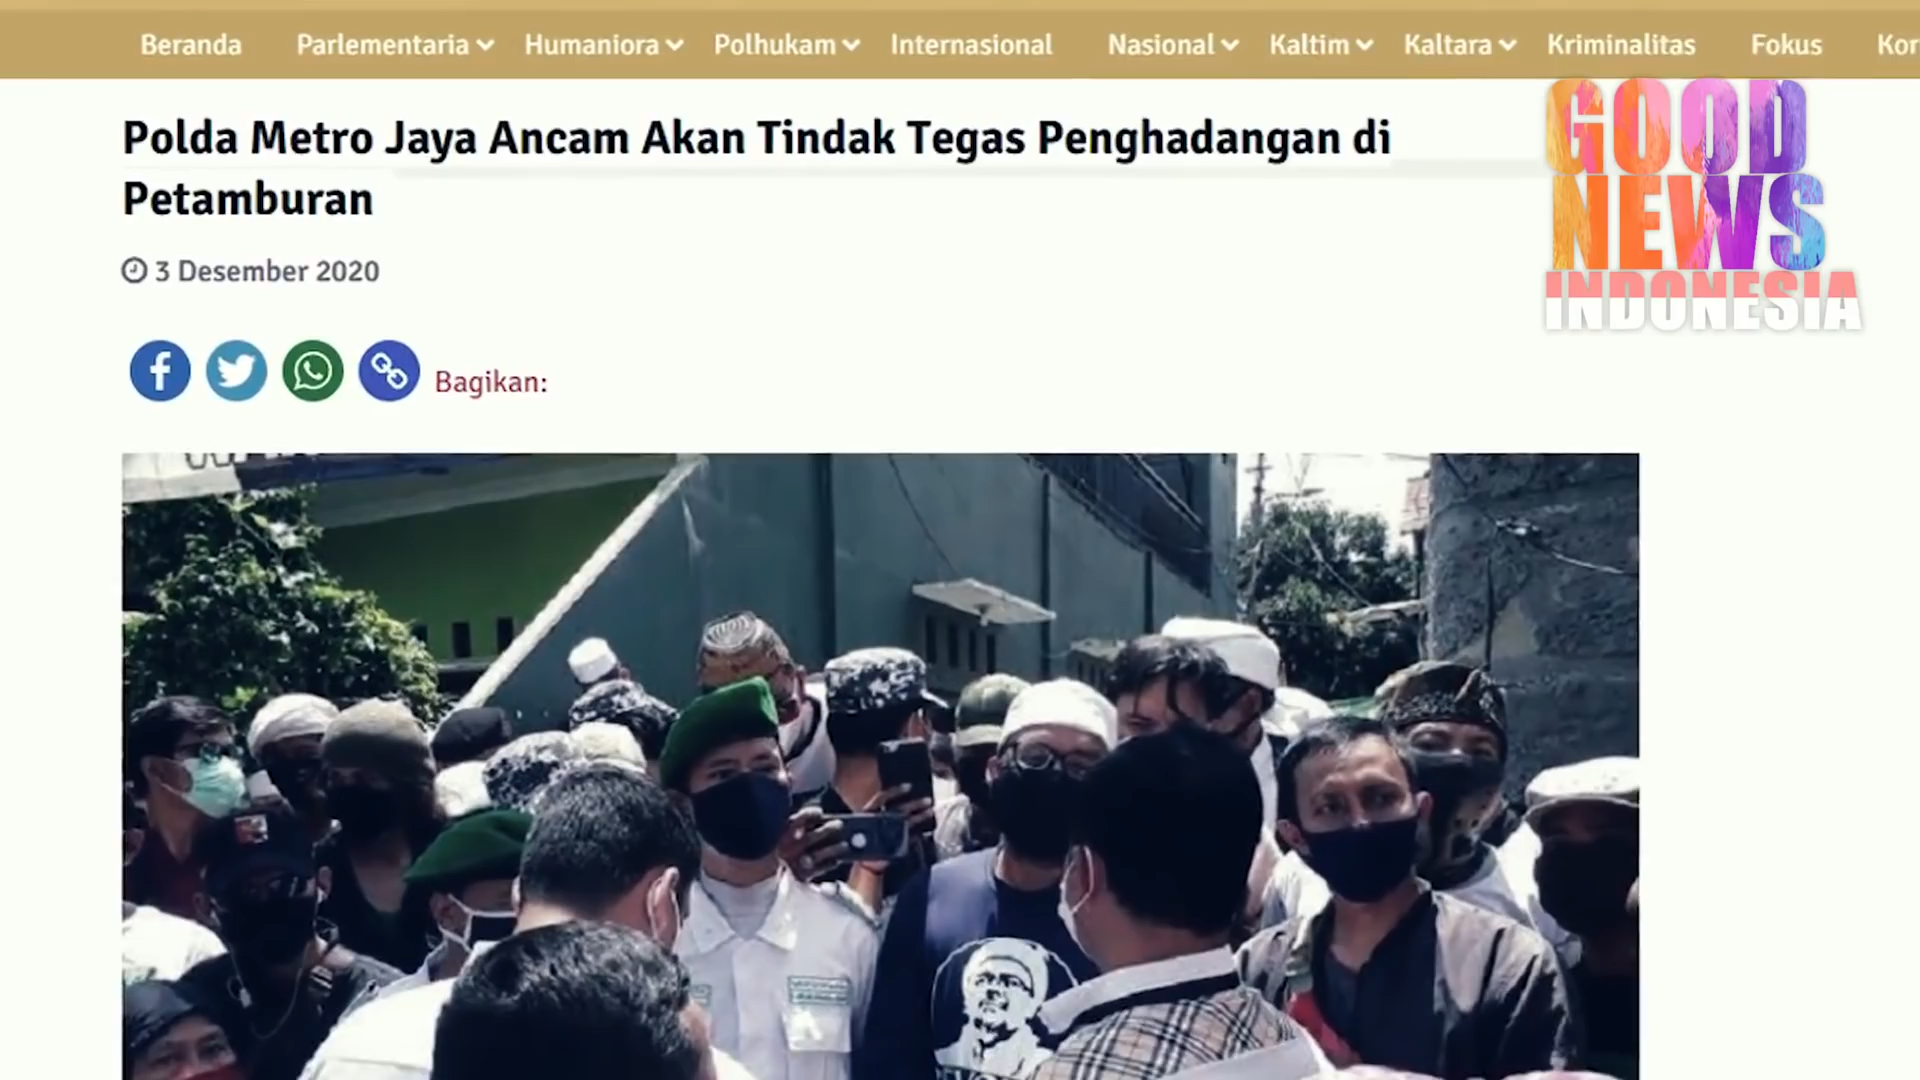 Beranda Parlementaria Humaniora Polhukam Internasional Nasional Kaltim Kaltara Kriminalitas Fokus
Polda Metro Jaya Ancam Akan Tindak Tegas Penghadangan di
Petamburan
3 Desember 2020
Bagikan:
GOOD
NEWS
INDONESIA